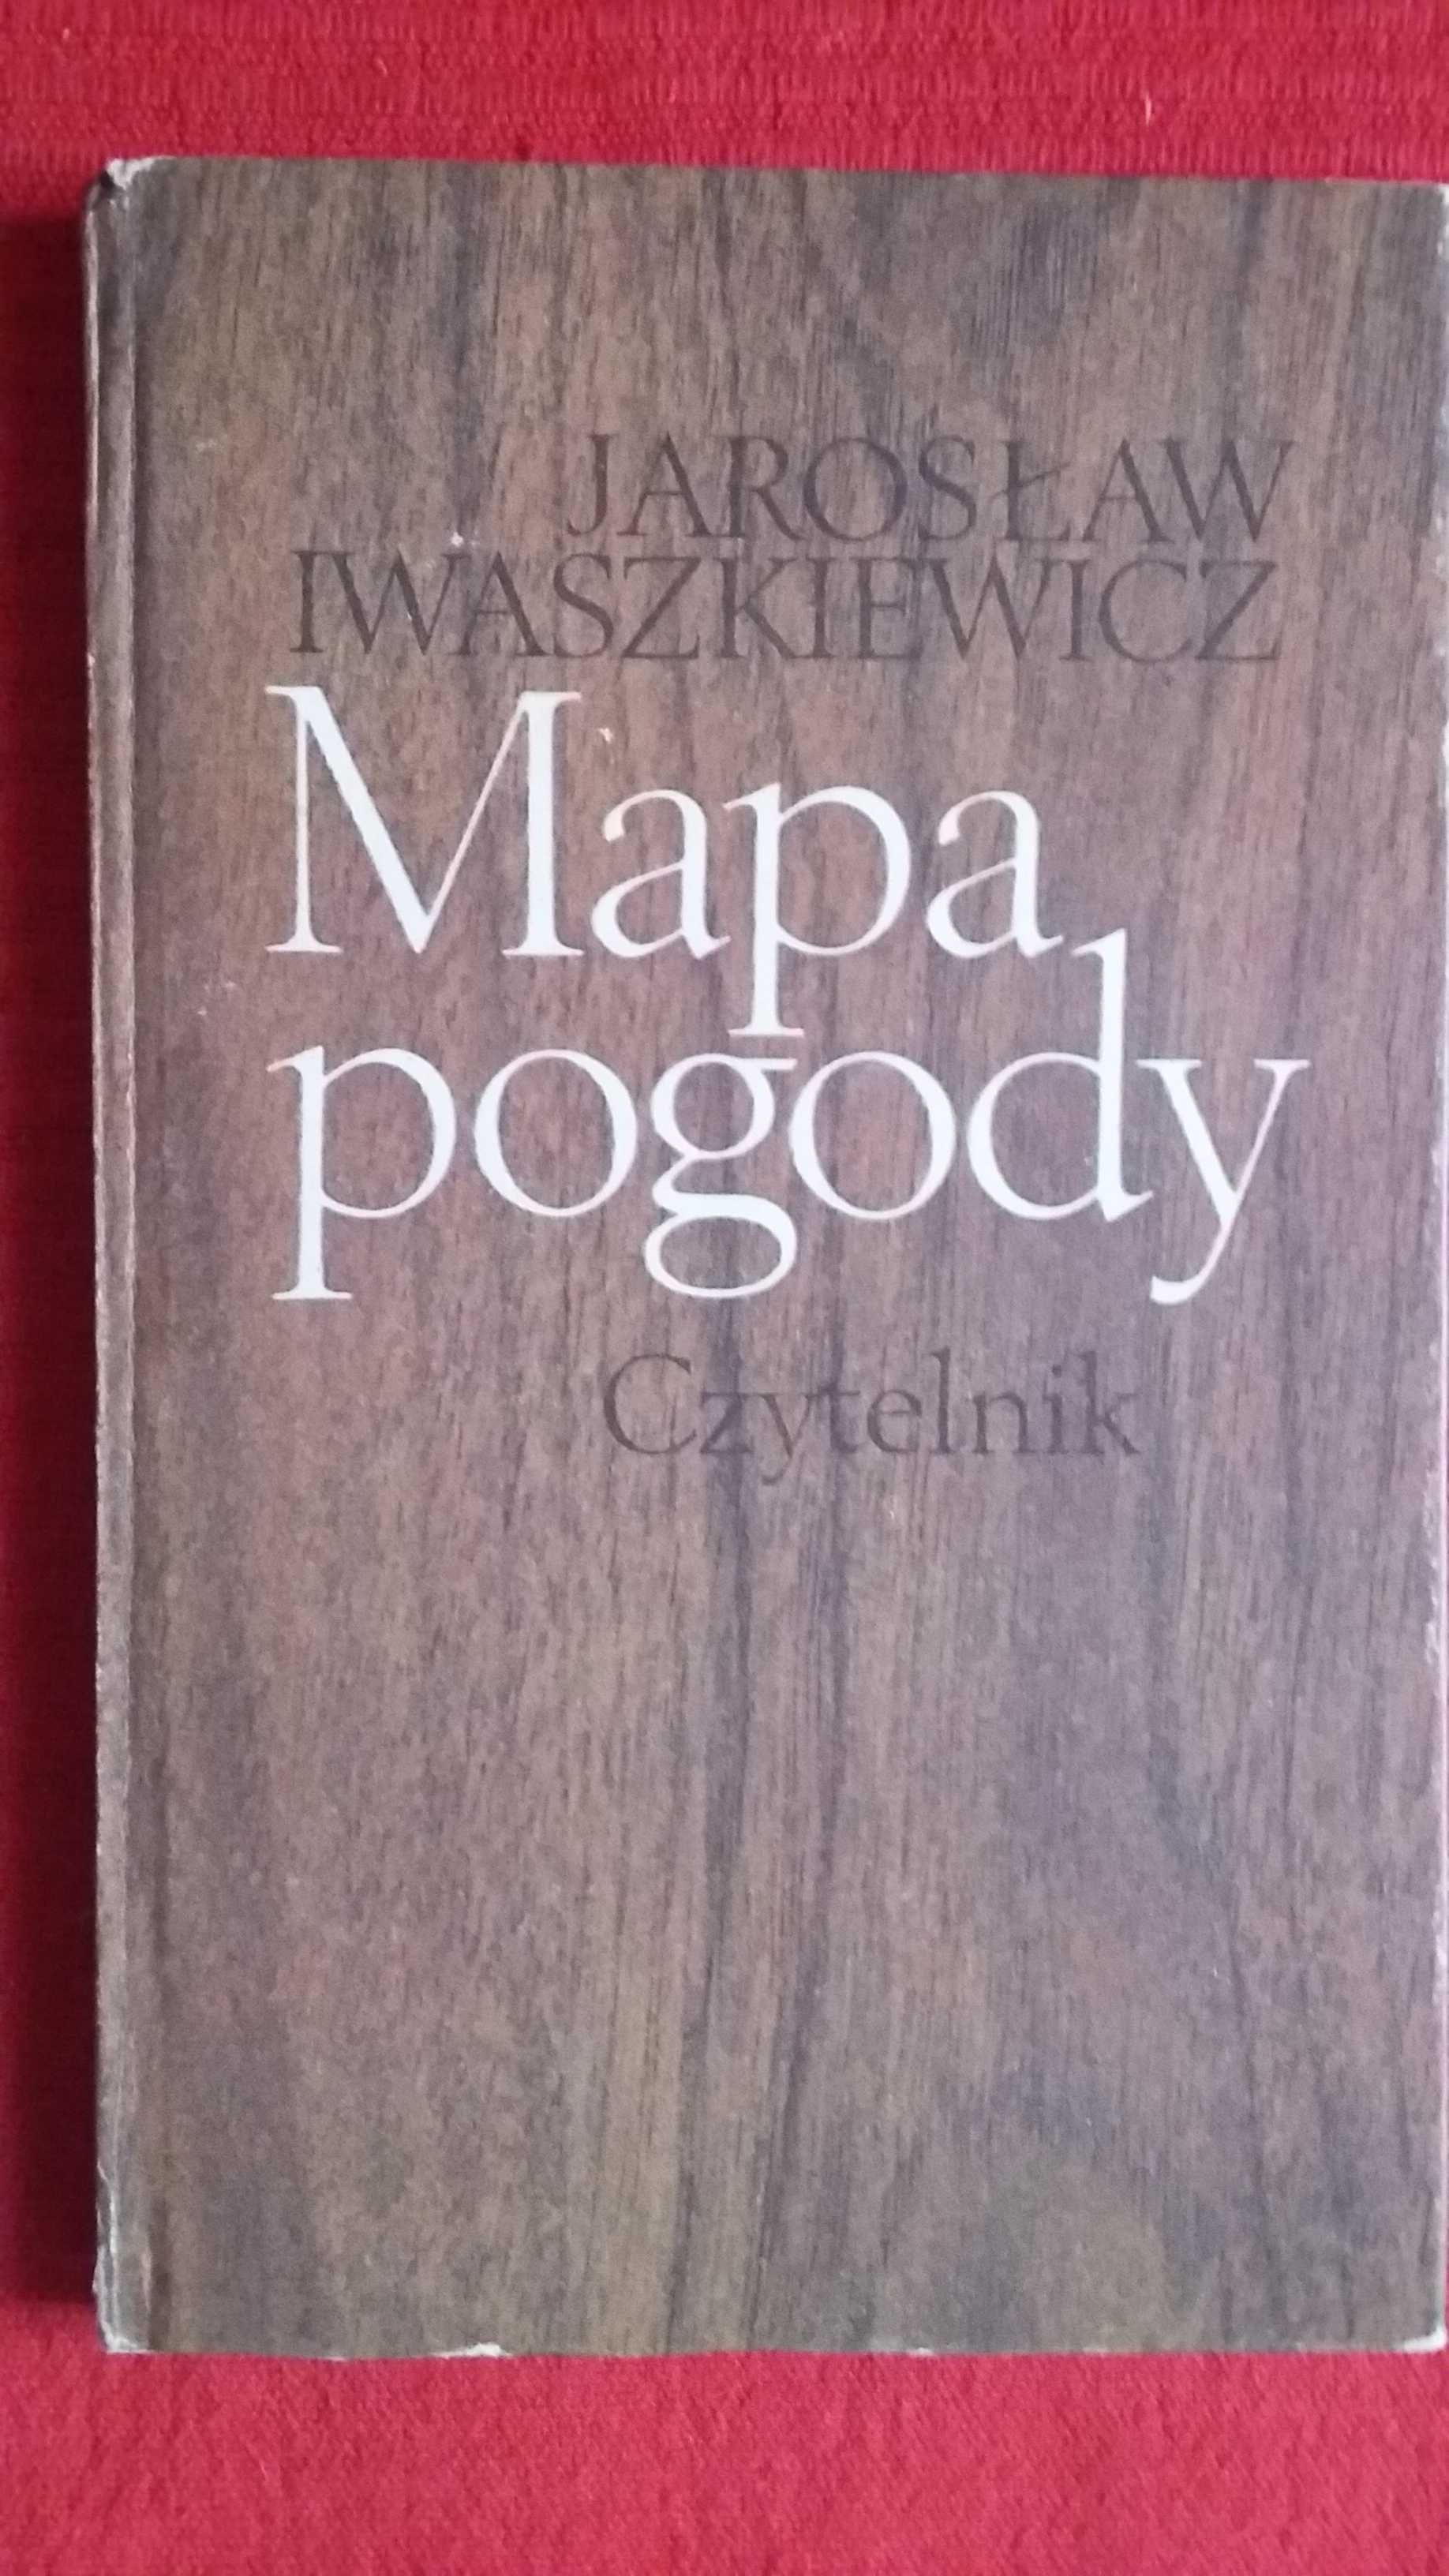 JAROSŁAW
IWASZKIEWICZ
Mapa
pogody
Czytelnik